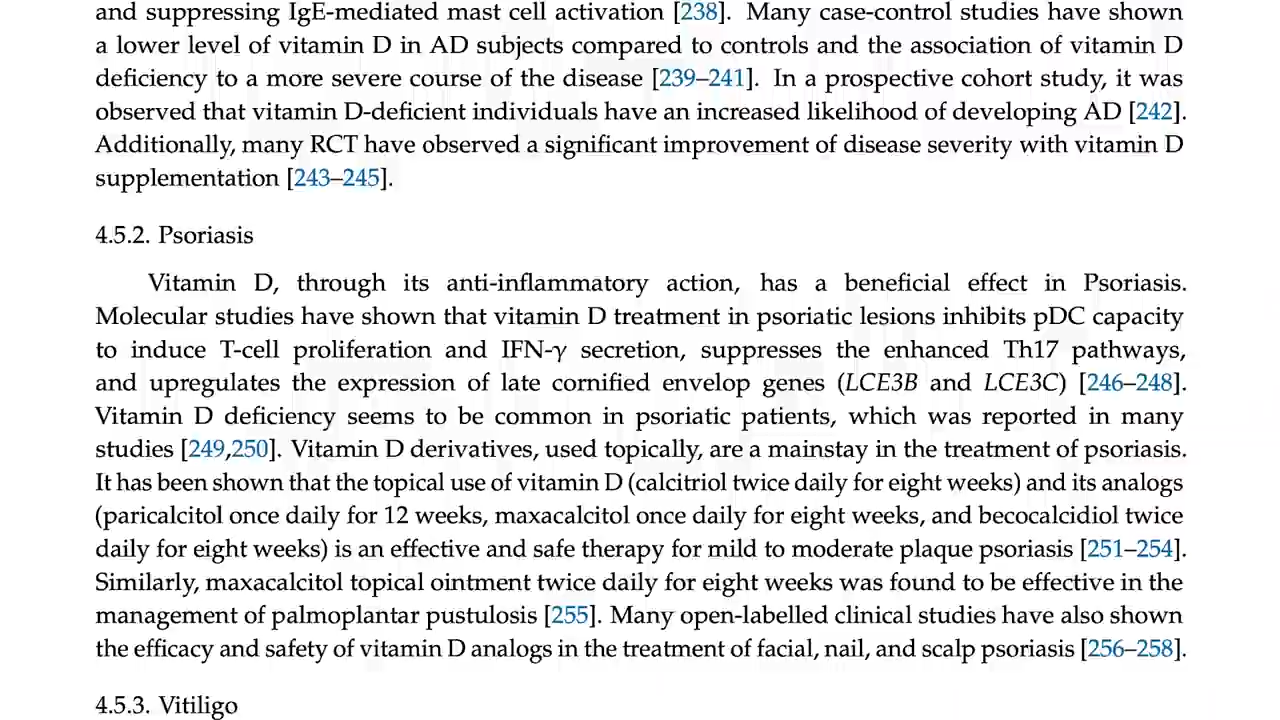 and suppressing IgE-mediated mast cell activation [238]. Many case-control studies have shown
a lower level of vitamin D in AD subjects compared to controls and the association of vitamin D
deficiency to a more severe course of the disease [239–241]. In a prospective cohort study, it was
observed that vitamin D-deficient individuals have an increased likelihood of developing AD [242].
Additionally, many RCT have observed a significant improvement of disease severity with vitamin D
supplementation [243–245].
4.5.2. Psoriasis
Vitamin D, through its anti-inflammatory action, has a beneficial effect in Psoriasis.
Molecular studies have shown that vitamin D treatment in psoriatic lesions inhibits pDC capacity
to induce T-cell proliferation and IFN-γ secretion, suppresses the enhanced Th17 pathways,
and upregulates the expression of late cornified envelop genes (LCE3B and LCE3C) [246–248].
Vitamin D deficiency seems to be common in psoriatic patients, which was reported in many
studies [249,250]. Vitamin D derivatives, used topically, are a mainstay in the treatment of psoriasis.
It has been shown that the topical use of vitamin D (calcitriol twice daily for eight weeks) and its analogs
(paricalcitol once daily for 12 weeks, maxacalcitol once daily for eight weeks, and becocalcidiol twice
daily for eight weeks) is an effective and safe therapy for mild to moderate plaque psoriasis [251–254].
Similarly, maxacalcitol topical ointment twice daily for eight weeks was found to be effective in the
management of palmoplantar pustulosis [255]. Many open-labelled clinical studies have also shown
the efficacy and safety of vitamin D analogs in the treatment of facial, nail, and scalp psoriasis [256–258].
4.5.3. Vitiligo